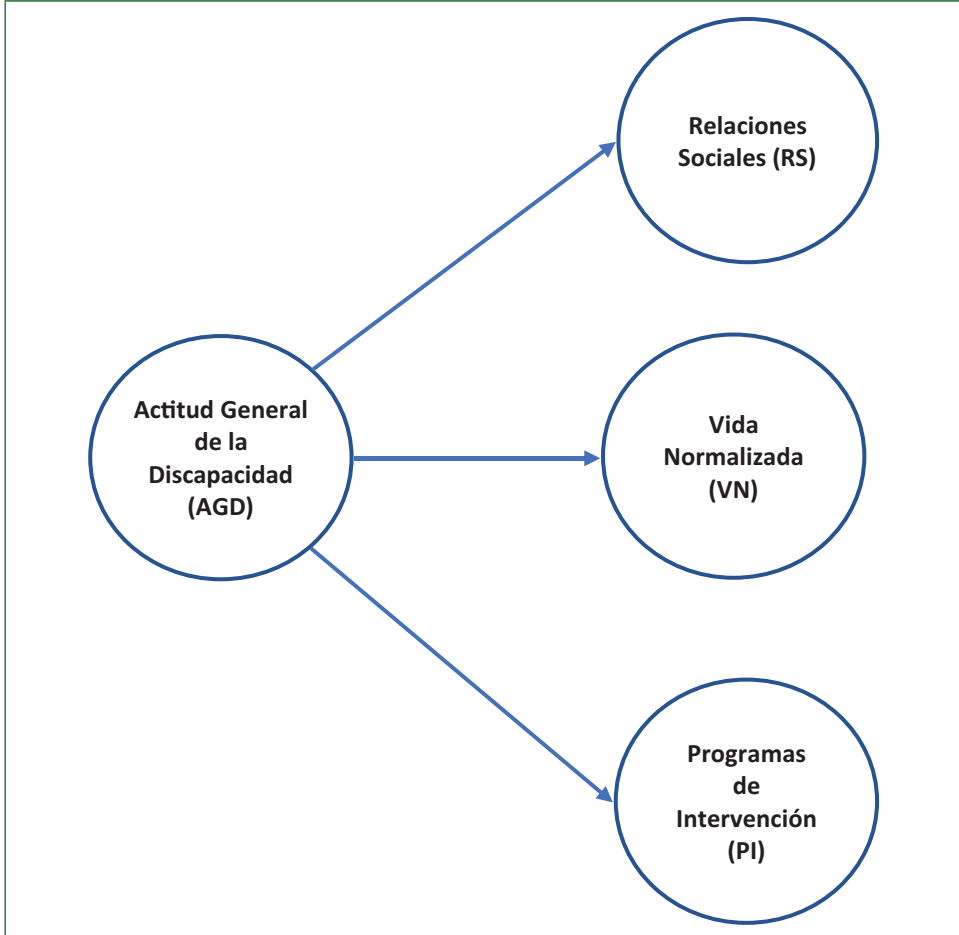 Relaciones
Sociales (RS)
Actitud General
de la
Discapacidad
(AGD)
Vida
Normalizada
(VN)
Programas
de
Intervención
(PI)